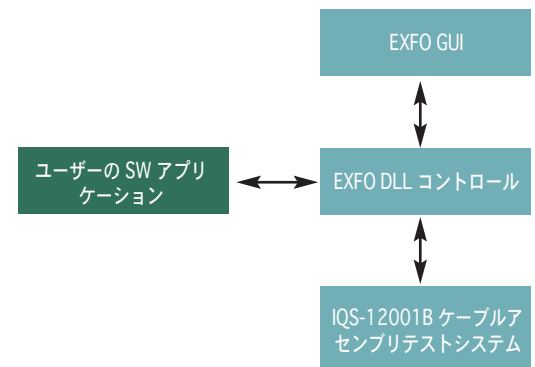 EXFO GUI
ユーザーの SW アプリ
ケーション
EXFO DLL コントロール
IQS-12001B ケーブルア
センブリテストシステム